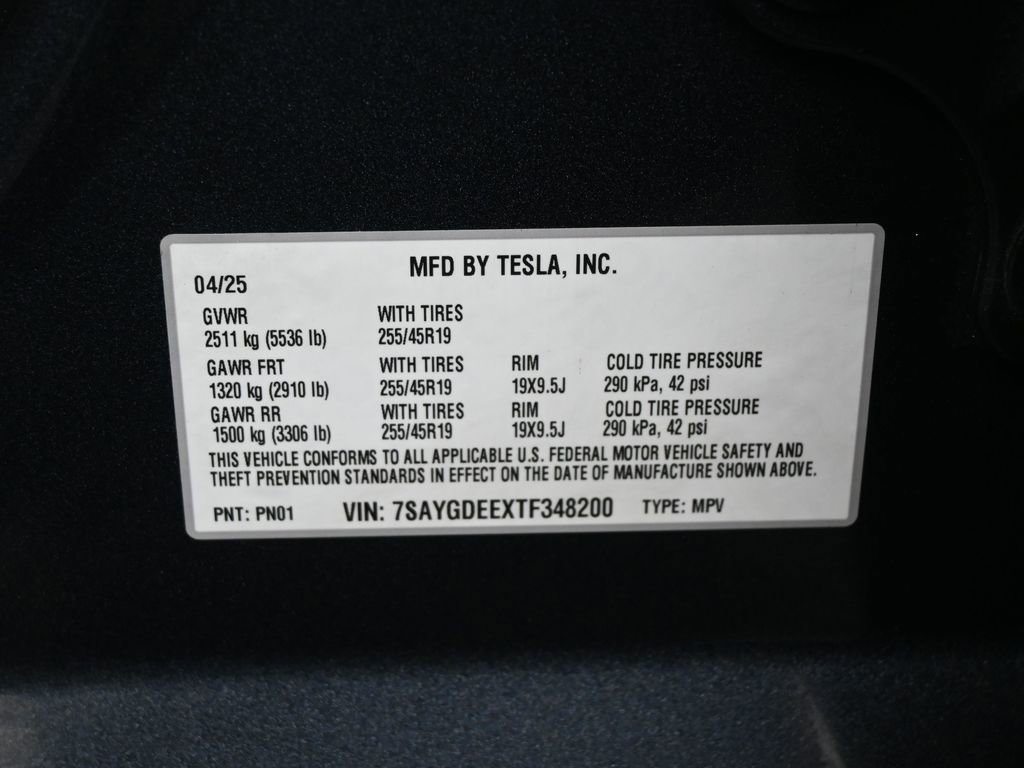 MFD BY TESLA, INC.
04/25
GVWR WITH TIRES
2511 kg (5536 lb) 255/45R19
GAWR FRT WITH TIRES RIM COLD TIRE PRESSURE
1320 kg (2910 lb) 255/45R19 19X9.5J 290 kPa, 42 psi
GAWR RR WITH TIRES RIM COLD TIRE PRESSURE
1500 kg (3306 lb) 255/45R19 19X9.5J 290 kPa, 42 psi
THIS VEHICLE CONFORMS TO ALL APPLICABLE U.S. FEDERAL MOTOR VEHICLE SAFETY AND
THEFT PREVENTION STANDARDS IN EFFECT ON THE DATE OF MANUFACTURE SHOWN ABOVE.
PNT: PN01 VIN: 7SAYGDEEXTF348200 TYPE: MPV